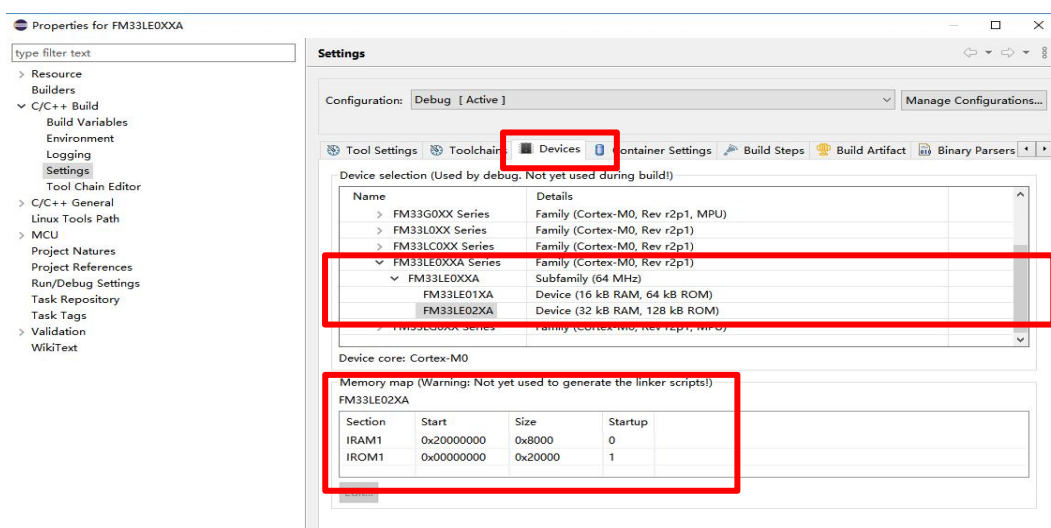 Properties for FM33LE0XXA
type filter text
Resource
Builders
C/C++ Build
Build Variables
Environment
Logging
Settings
Tool Chain Editor
C/C++ General
Linux Tools Path
MCU
Project Natures
Project References
Run/Debug Settings
Task Repository
Task Tags
Validation
WikiText
Settings
Configuration: Debug [ Active ] Manage Configurations...
Tool Settings Toolchains Devices Container Settings Build Steps Build Artifact Binary Parsers
Device selection (Used by debug. Not yet used during build!)
Name Details
FM33G0XX Series Family (Cortex-M0, Rev r2p1, MPU)
FM33L0XX Series Family (Cortex-M0, Rev r2p1)
FM33LC0XX Series Family (Cortex-M0, Rev r2p1)
FM33LE0XXA Series Family (Cortex-M0, Rev r2p1)
FM33LE0XXA Subfamily (64 MHz)
FM33LE01XA Device (16 kB RAM, 64 kB ROM)
FM33LE02XA Device (32 kB RAM, 128 kB ROM)
Family (Cortex-M0, Rev r2p1, MPU)
Device core: Cortex-M0
Memory map (Warning: Not yet used to generate the linker scripts!)
FM33LE02XA
Section Start Size Startup
IRAM1 0x20000000 0x8000 0
IROM1 0x00000000 0x20000 1